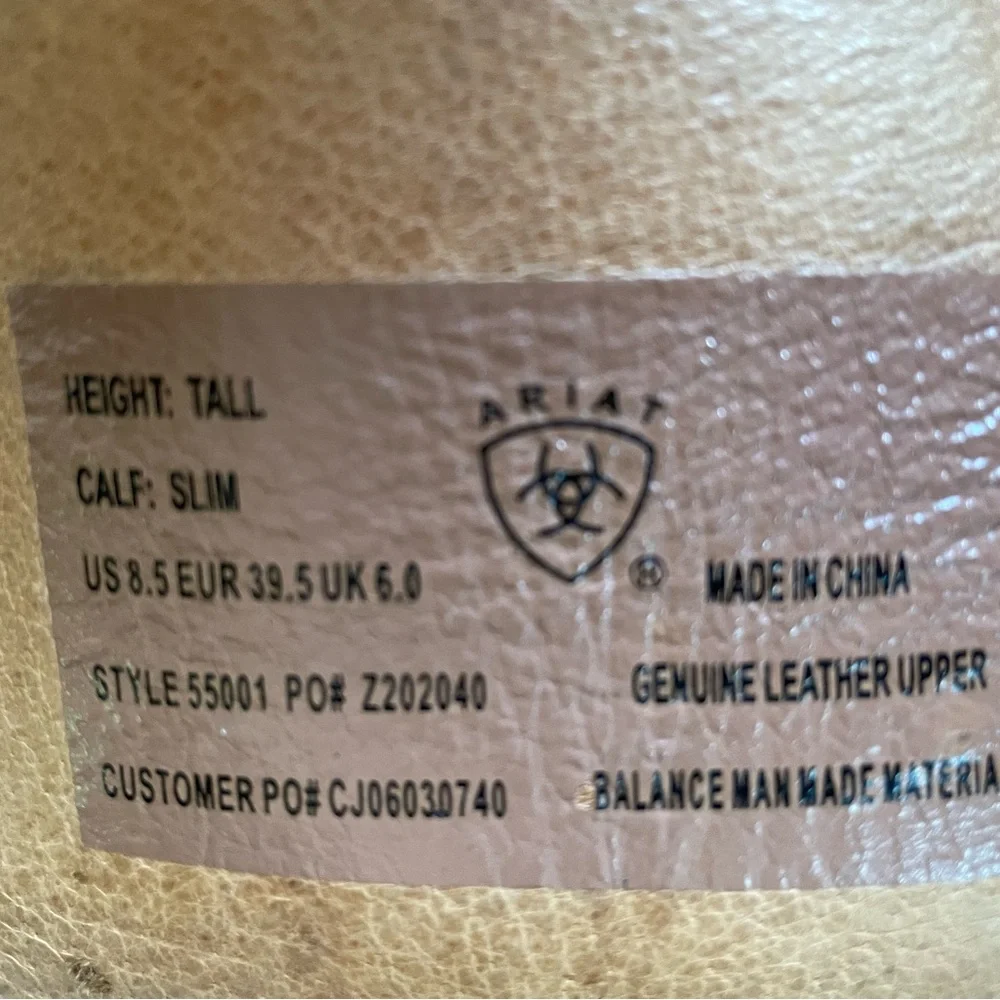 HEIGHT: TALL
ARIAT
CALF: SLIM
US 8.5 EUR 39.5 UK 6.0
®
MADE IN CHINA
STYLE 55001 PO# Z202040
GENUINE LEATHER UPPER
CUSTOMER PO# CJ06030740
BALANCE MAN MADE MATERIA